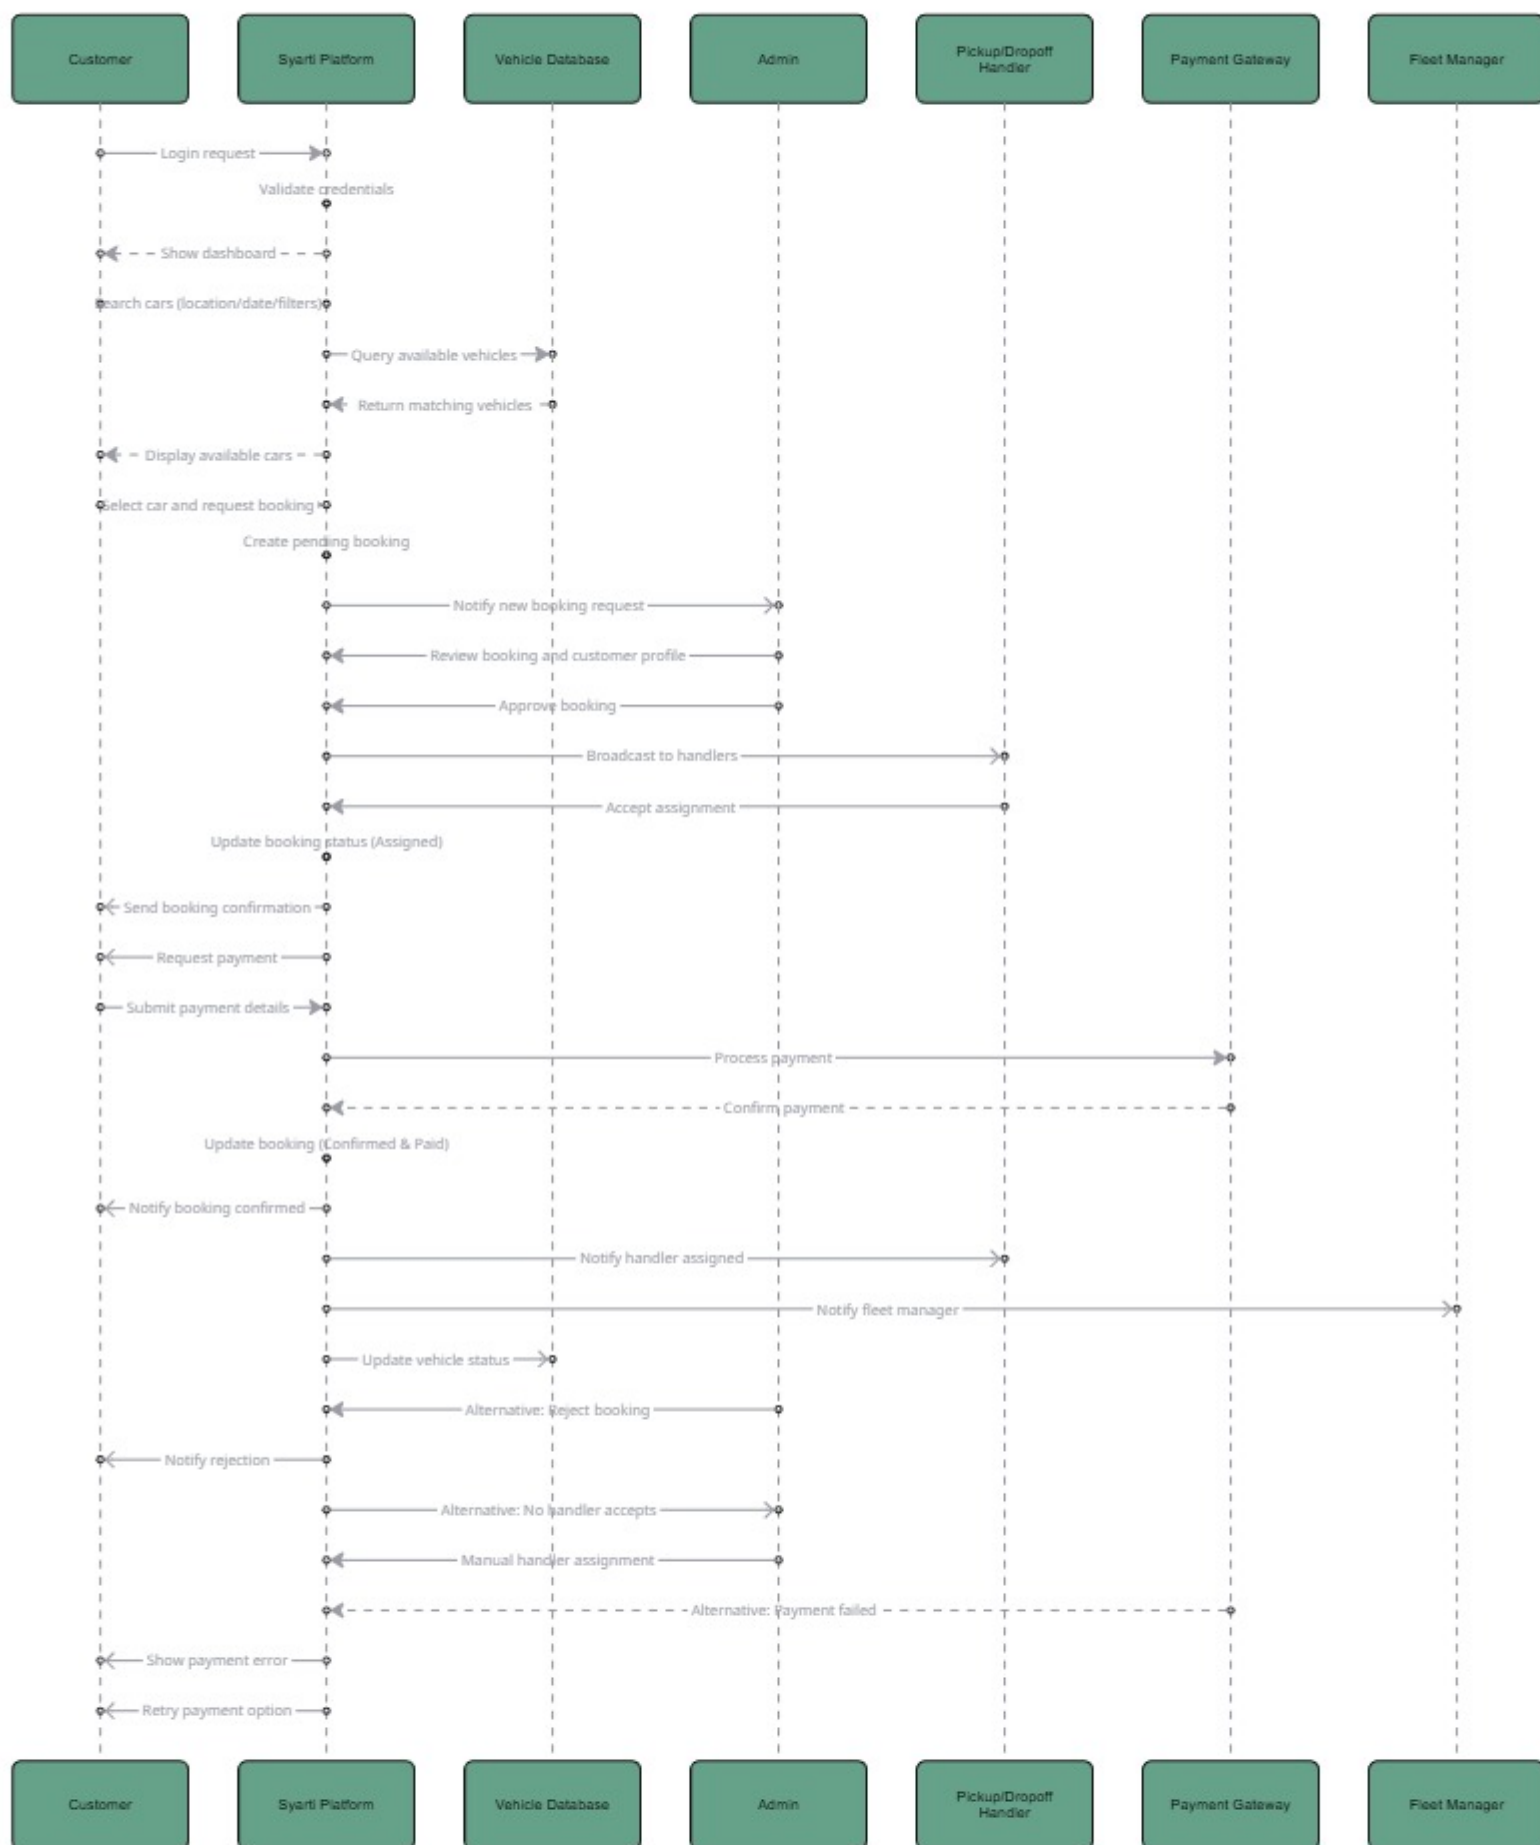 Customer
Syarti Platform
Vehicle Database
Admin
Pickup/Dropoff
Handler
Payment Gateway
Fleet Manager
Login request
Validate credentials
Show dashboard
Search cars (location/date/filters)
Query available vehicles
Return matching vehicles
Display available cars
Select car and request booking
Create pending booking
Notify new booking request
Review booking and customer profile
Approve booking
Broadcast to handlers
Accept assignment
Update booking status (Assigned)
Send booking confirmation
Request payment
Submit payment details
Process payment
Confirm payment
Update booking (Confirmed & Paid)
Notify booking confirmed
Notify handler assigned
Notify fleet manager
Update vehicle status
Alternative: Reject booking
Notify rejection
Alternative: No handler accepts
Manual handler assignment
Alternative: Payment failed
Show payment error
Retry payment option
Customer
Syarti Platform
Vehicle Database
Admin
Pickup/Dropoff
Handler
Payment Gateway
Fleet Manager